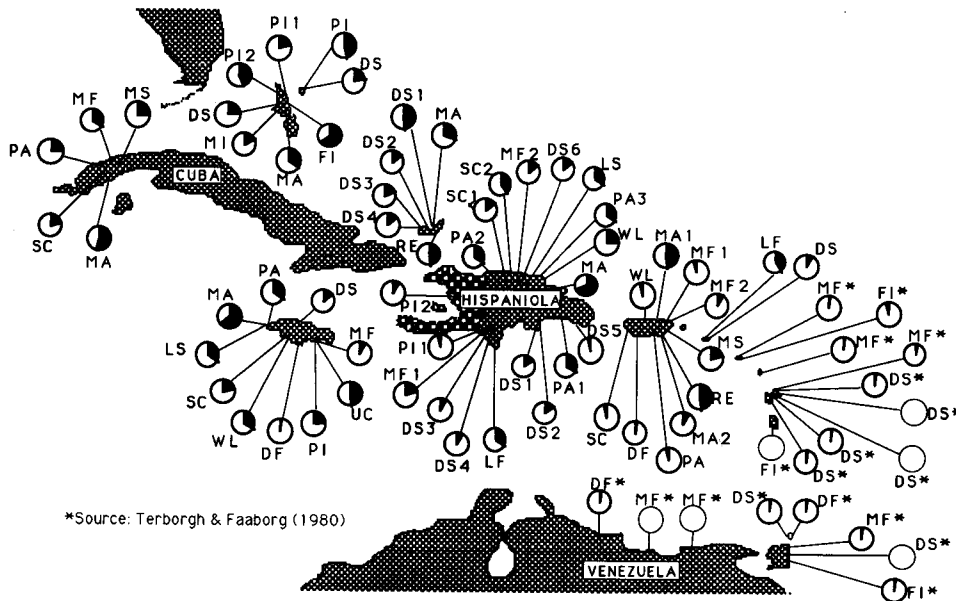 PI1
PI
PI2
DS
DS
MI
FI
MA
MF
MS
PA
CUBA
SC
MA
DS1
MA
DS2
DS3
DS4
RE
SC2
MF2
DS6
LS
SC1
PA3
WL
PA2
MA
HISPANIOLA
PI2
PI1
MF1
DS3
DS4
LF
DS1
DS2
PA1
DS5
PA
DS
MA
LS
SC
WL
DF
PI
UC
MF
WL
MA1
MF1
MF2
MS
RE
MA2
PA
DF
SC
LF
DS
MF*
FI*
MF*
MF*
DS*
DS*
DS*
DS*
DS*
FI*
*Source: Terborgh & Faaborg (1980)
DF*
MF*
MF*
DS*
DF*
MF*
DS*
FI*
VENEZUELA